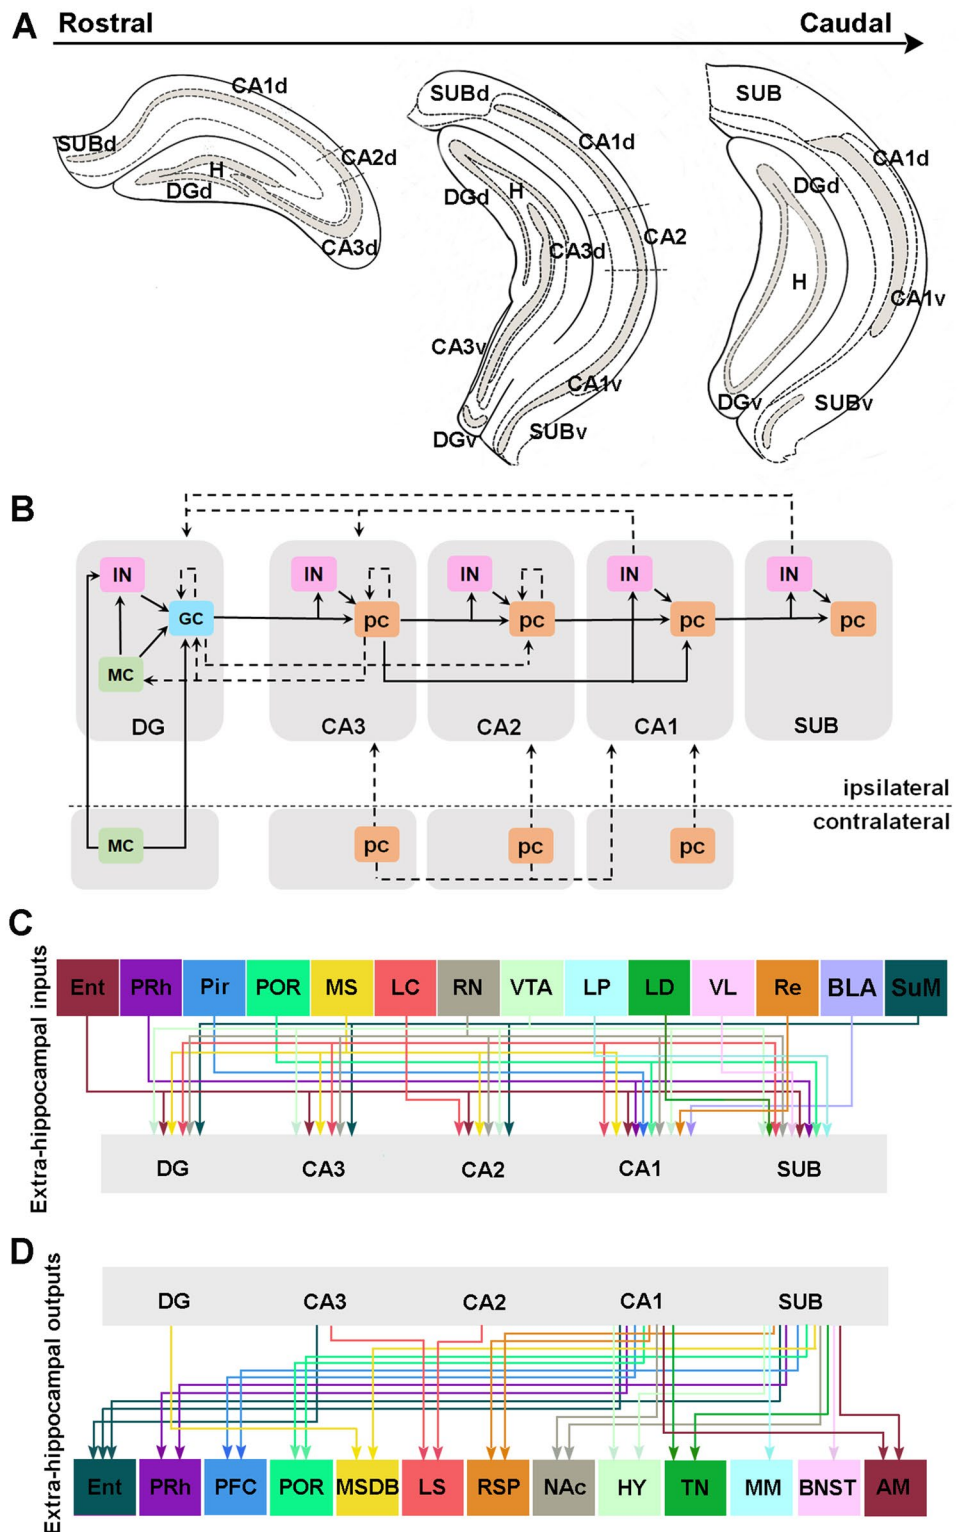 A
Rostral Caudal
CA1d
SUBd
CA2d
H
DGd
CA3d
SUBd
CA1d
DGd
H
CA2
CA3d
CA3v
CA1v
DGv
SUBv
SUB
CA1d
DGd
H
CA1v
DGv
SUBv
B
IN IN IN IN IN
GC pc pc pc pc
MC
DG CA3 CA2 CA1 SUB
ipsilateral
contralateral
MC pc pc pc
C
Extra-hippocampal inputs
Ent PRh Pir POR MS LC RN VTA LP LD VL Re BLA SuM
DG CA3 CA2 CA1 SUB
D
Extra-hippocampal outputs
DG CA3 CA2 CA1 SUB
Ent PRh PFC POR MSDB LS RSP NAc HY TN MM BNST AM